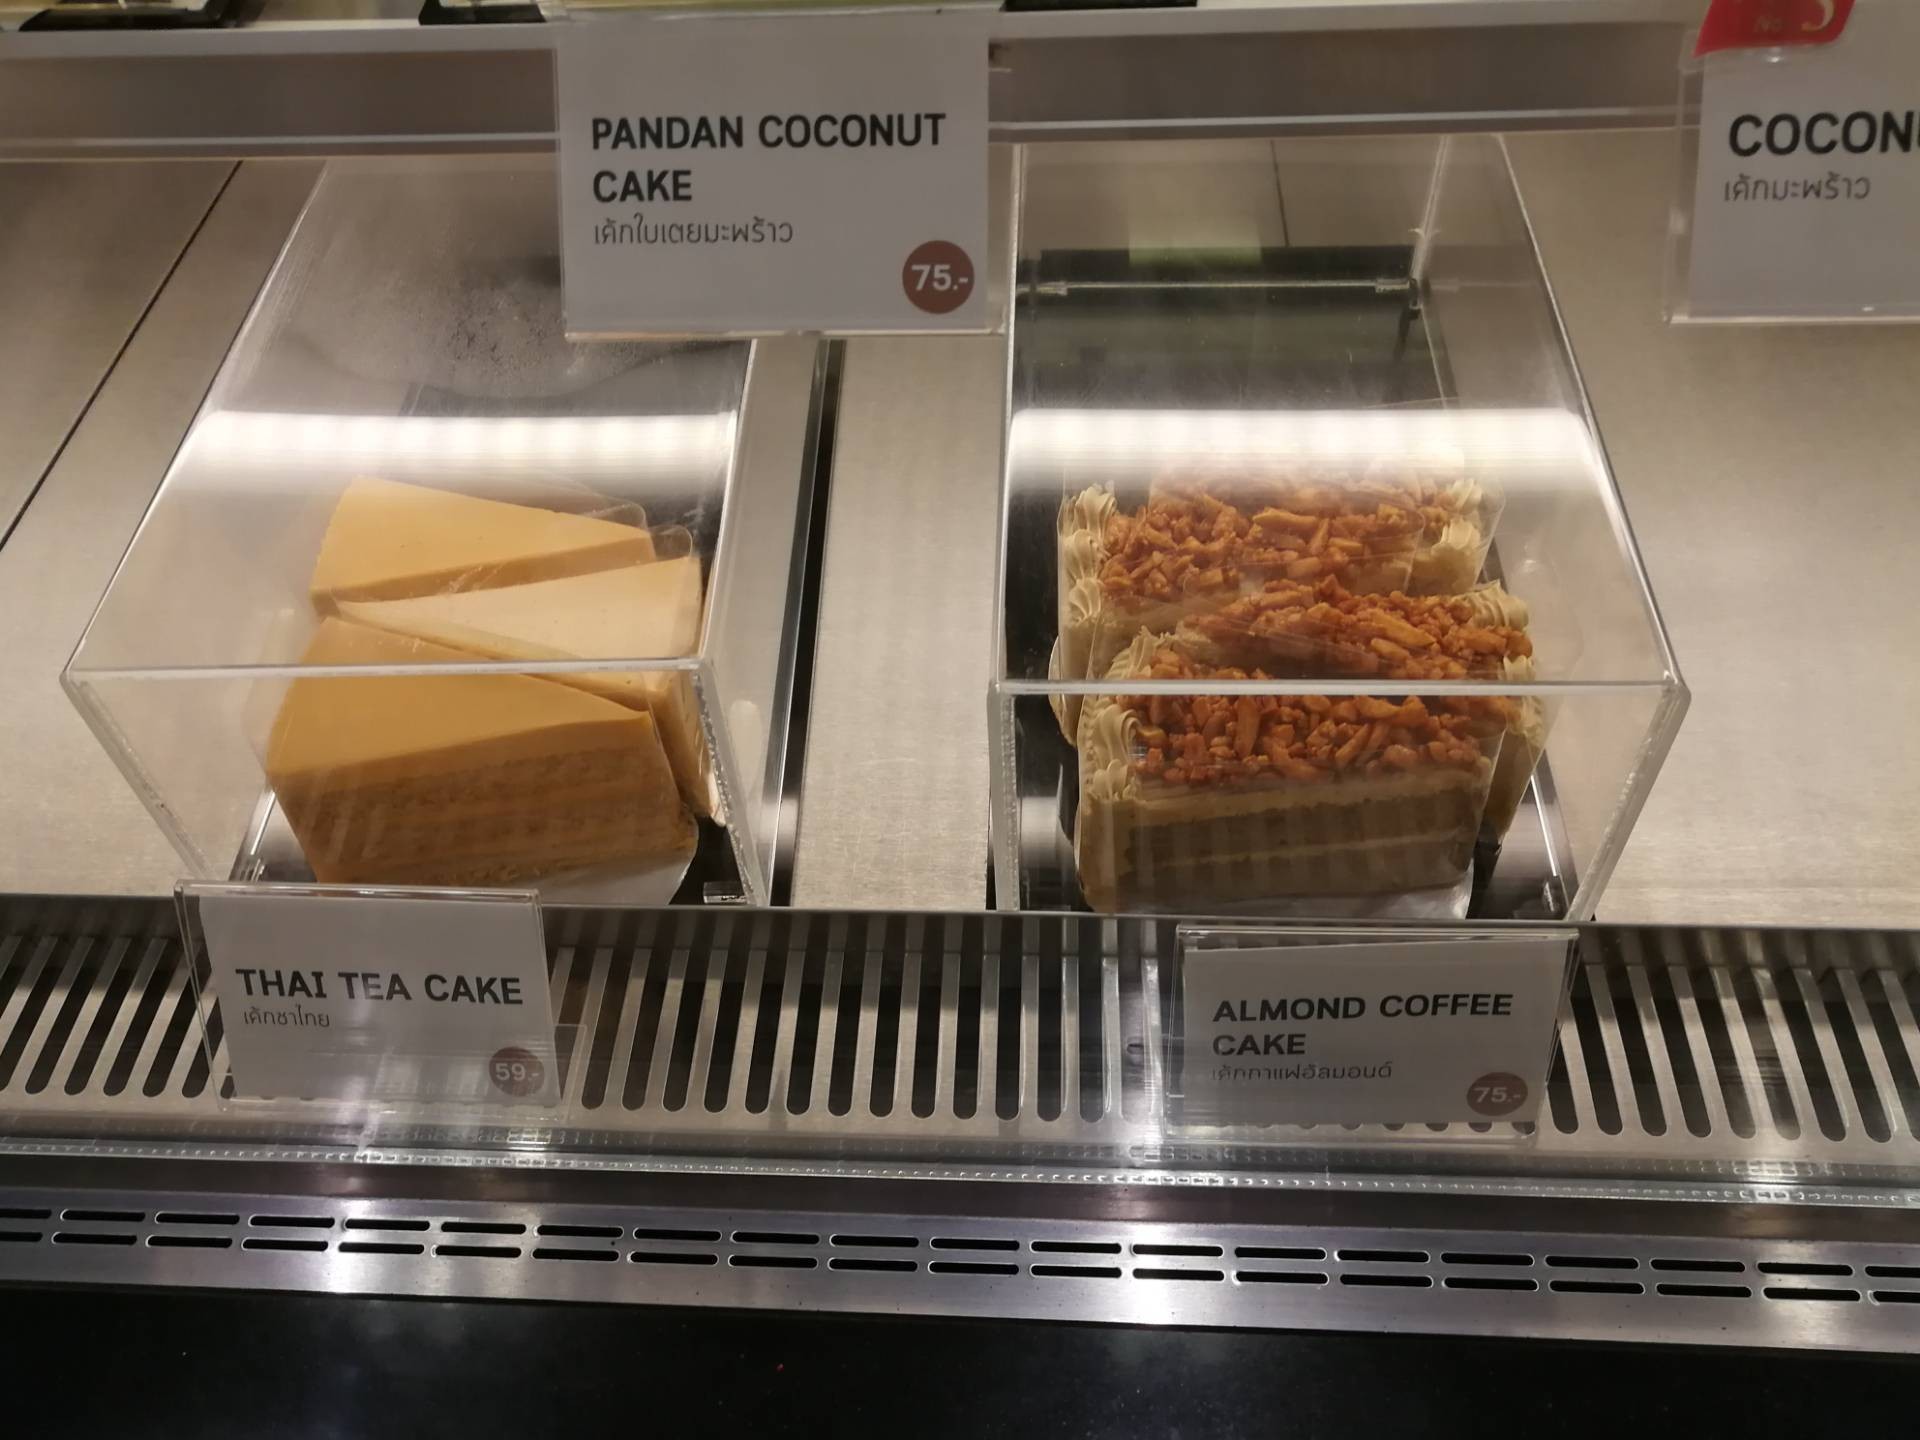 PANDAN COCONUT
CAKE
เค้กใบเตยมะพร้าว
75.-
No. 3
เค้กมะพร้าว
THAI TEA CAKE
เค้กชาไทย
59.-
ALMOND COFFEE
CAKE
เค้กกาแฟอัลมอนด์
75.-